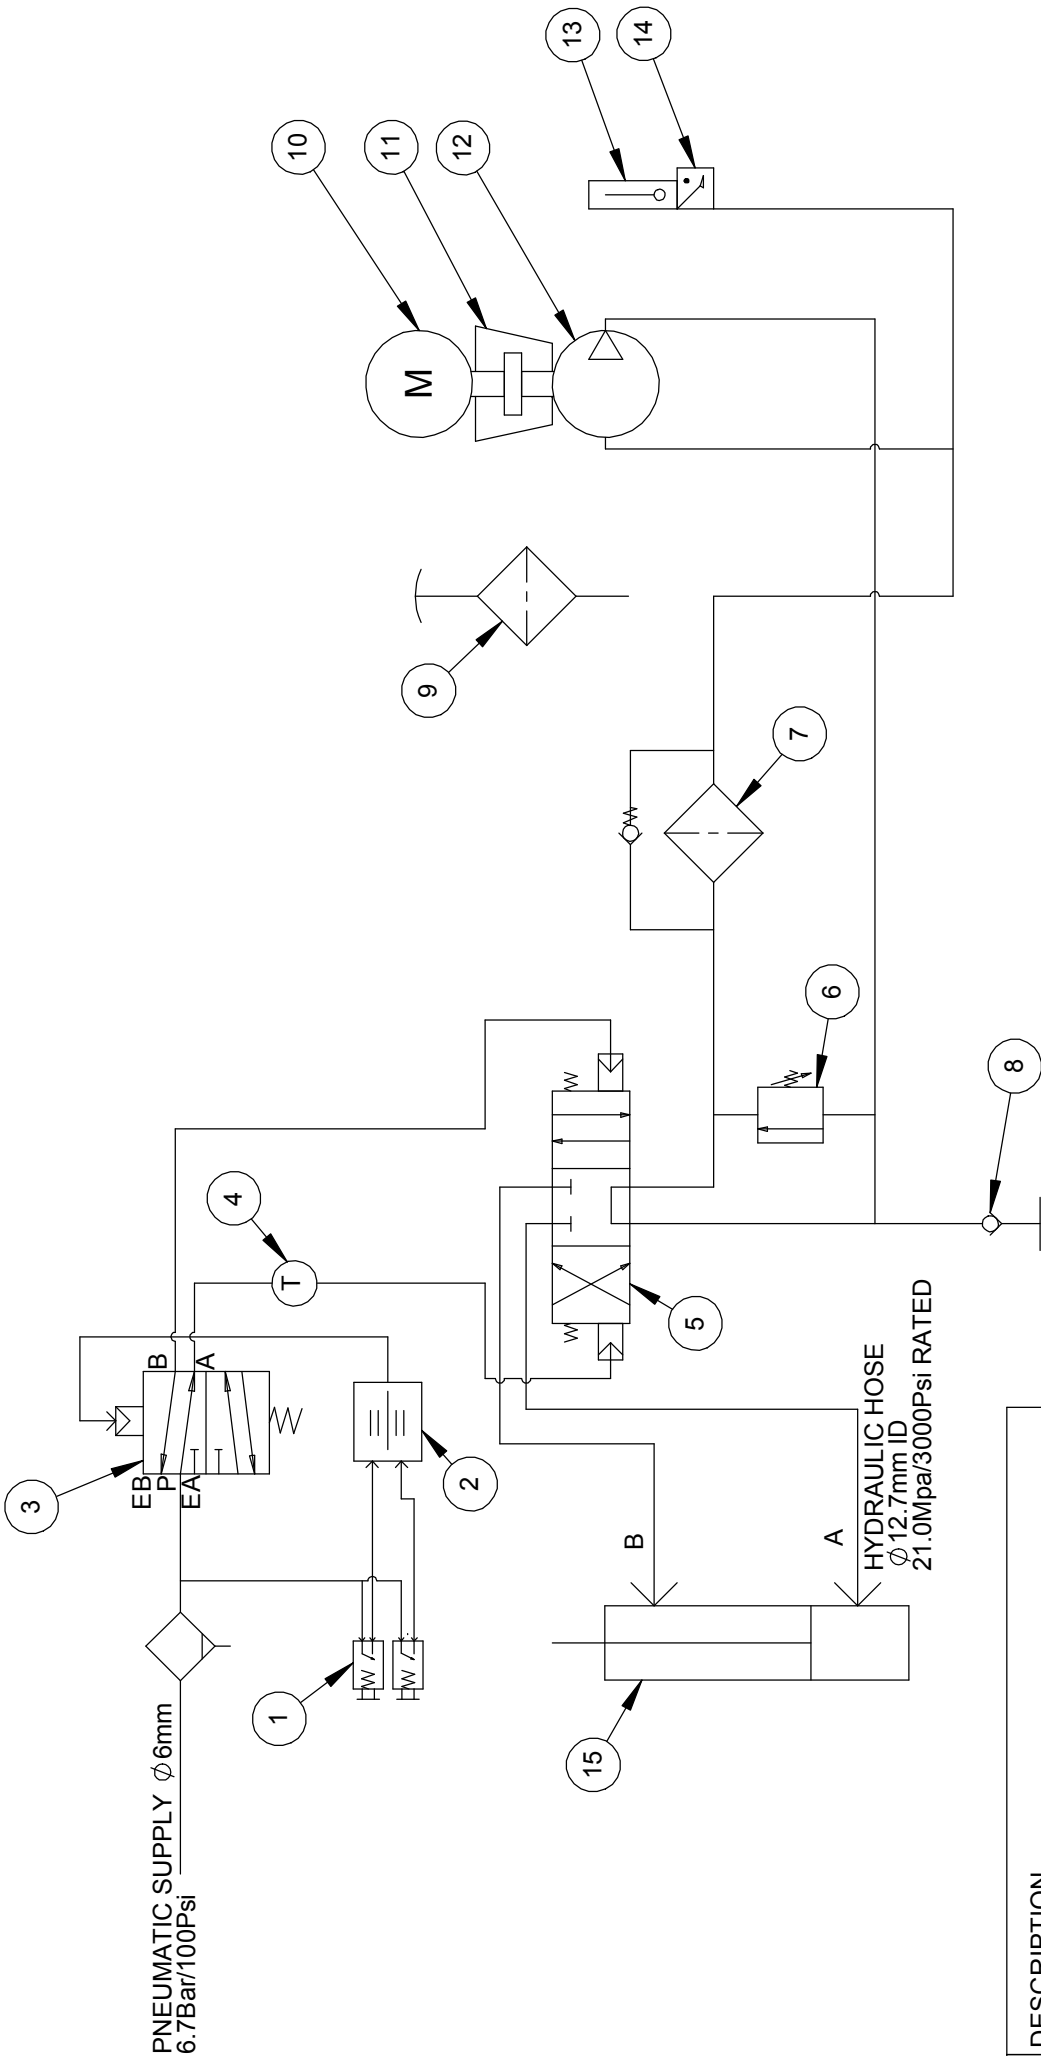 PNEUMATIC SUPPLY ∅6mm
6.7Bar/100Psi
EB
P
EA
B
A
1
2
3
4
T
5
6
7
8
9
10
11
12
13
14
15
M
B
A
HYDRAULIC HOSE
∅12.7mm ID
21.0Mpa/3000Psi RATED
DESCRIPTION